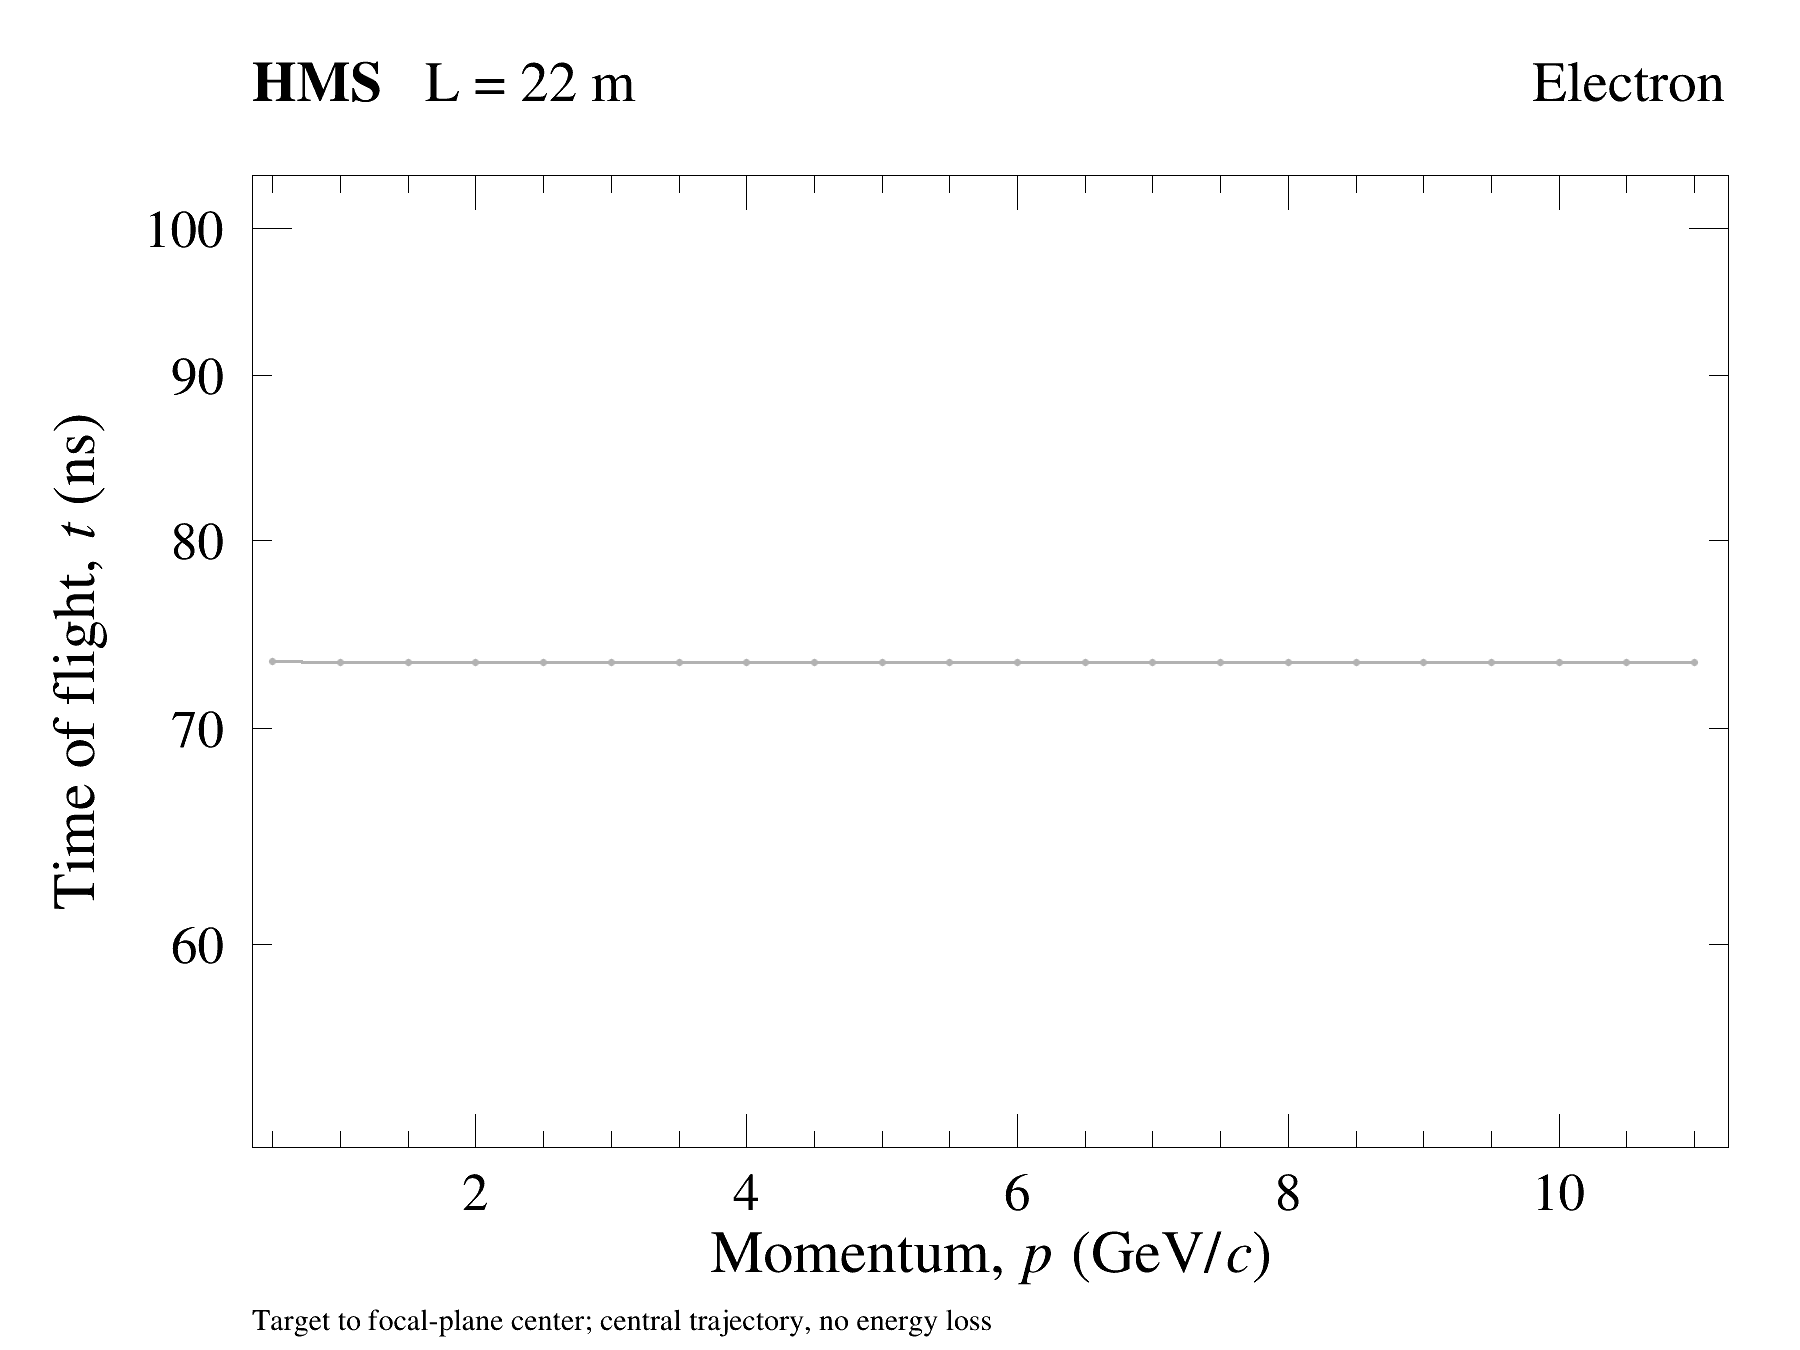 HMS L = 22 m
Electron
100
90
80
70
60
Time of flight, t (ns)
2 4 6 8 10
Momentum, p (GeV/c)
Target to focal-plane center; central trajectory, no energy loss